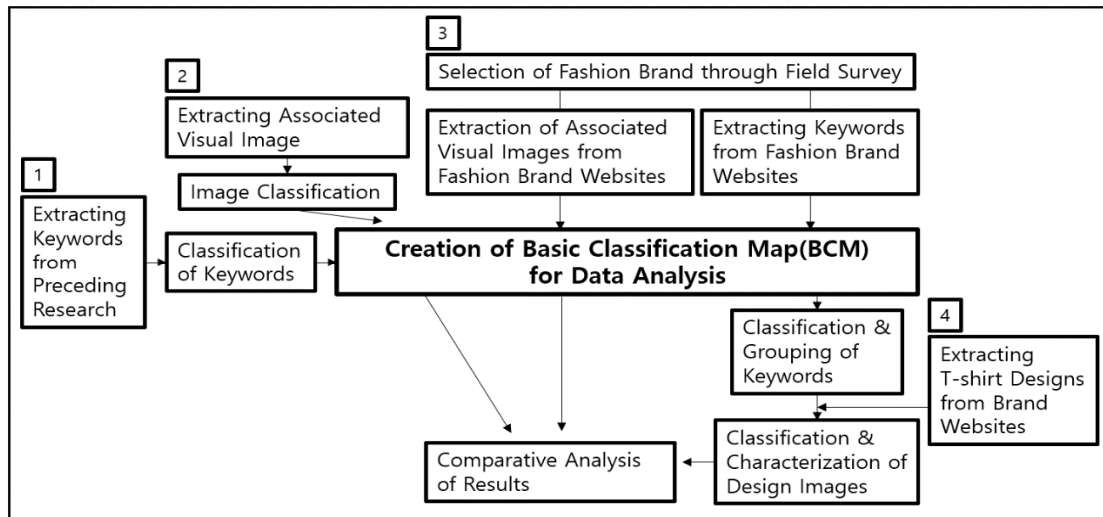 1
Extracting
Keywords
from
Preceding
Research
Classification
of Keywords
2
Extracting Associated
Visual Image
Image Classification
3
Selection of Fashion Brand through Field Survey
Extraction of Associated
Visual Images from
Fashion Brand Websites
Extracting Keywords
from Fashion Brand
Websites
Creation of Basic Classification Map(BCM)
for Data Analysis
Classification &
Grouping of
Keywords
4
Extracting
T-shirt Designs
from Brand
Websites
Classification &
Characterization of
Design Images
Comparative Analysis
of Results